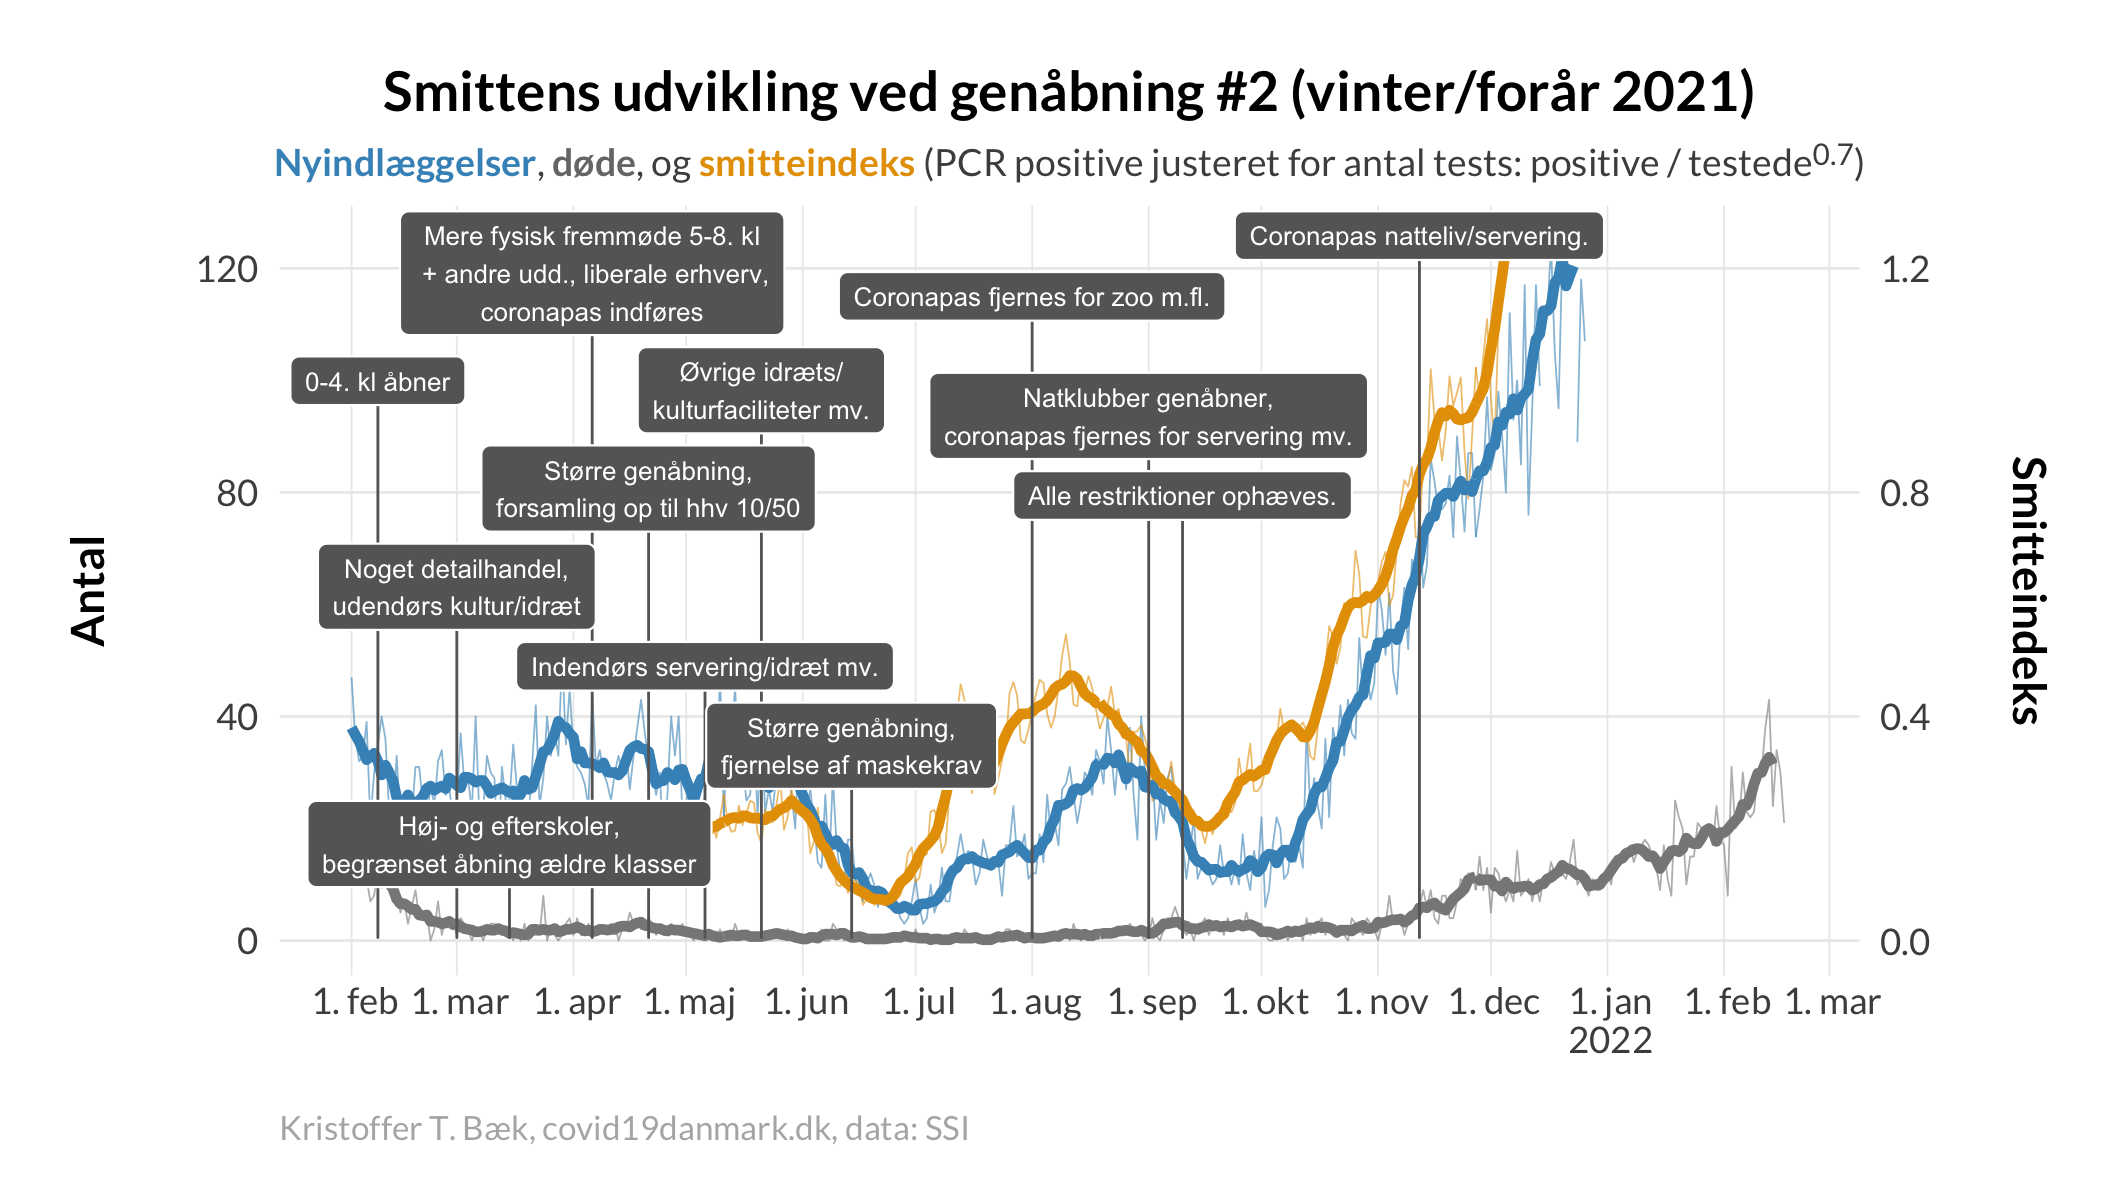 Smittens udvikling ved genåbning #2 (vinter/forår 2021)
Nyindlæggelser, døde, og smitteindeks (PCR positive justeret for antal tests: positive / testede^0.7)
Mere fysisk fremmøde 5-8. kl
+ andre udd., liberale erhverv,
coronapas indføres
Coronapas natteliv/servering.
Coronapas fjernes for zoo m.fl.
0-4. kl åbner
Øvrige idræts/
kulturfaciliteter mv.
Natklubber genåbner,
coronapas fjernes for servering mv.
Større genåbning,
forsamling op til hhv 10/50
Alle restriktioner ophæves.
Noget detailhandel,
udendørs kultur/idræt
Indendørs servering/idræt mv.
Større genåbning,
fjernelse af maskekrav
Høj- og efterskoler,
begrænset åbning ældre klasser
Antal
120
80
40
0
Smitteindeks
1.2
0.8
0.4
0.0
1. feb 1. mar 1. apr 1. maj 1. jun 1. jul 1. aug 1. sep 1. okt 1. nov 1. dec 1. jan 1. feb 1. mar
2022
Kristoffer T. Bæk, covid19danmark.dk, data: SSI